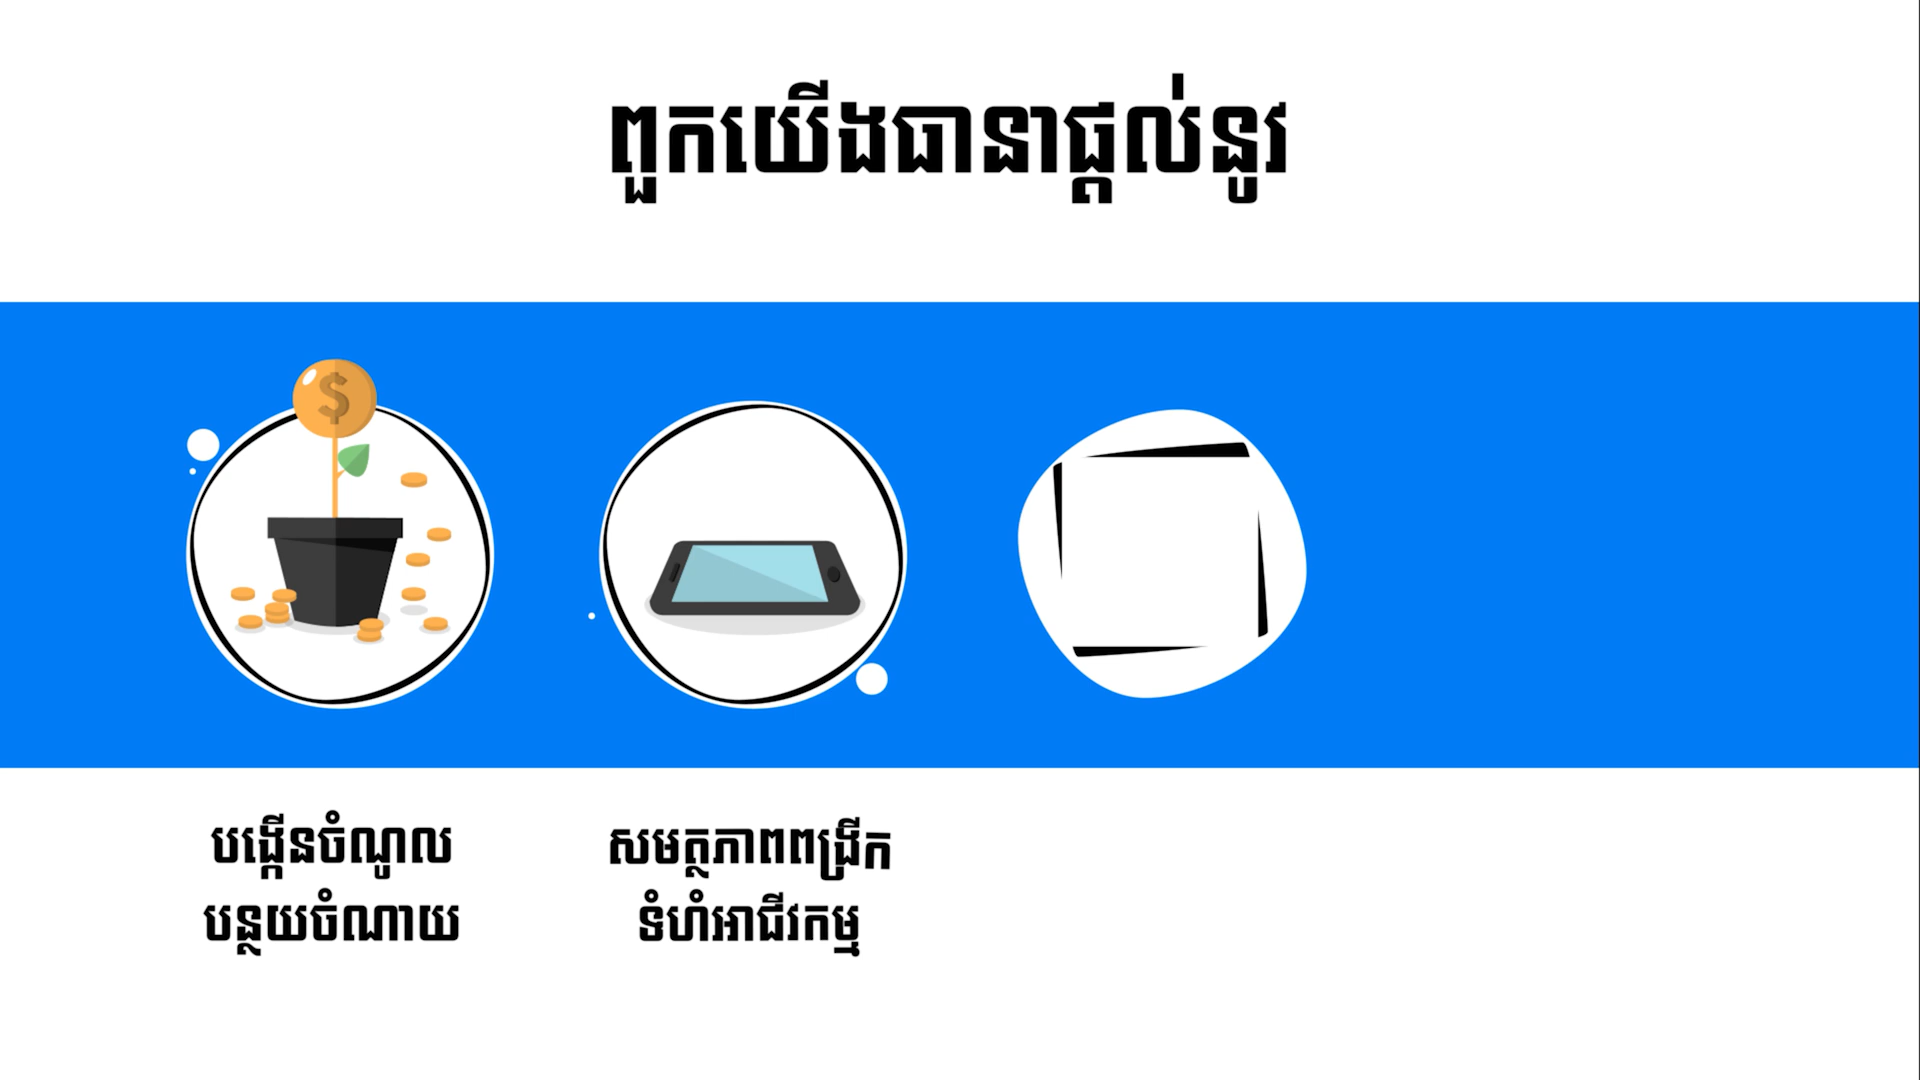 ពួកយើងធានាផ្ដល់នូវ
$
បង្កើនចំណូល
បន្ថយចំណាយ
សមត្ថភាពពង្រីក
ទំហំអាជីវកម្ម